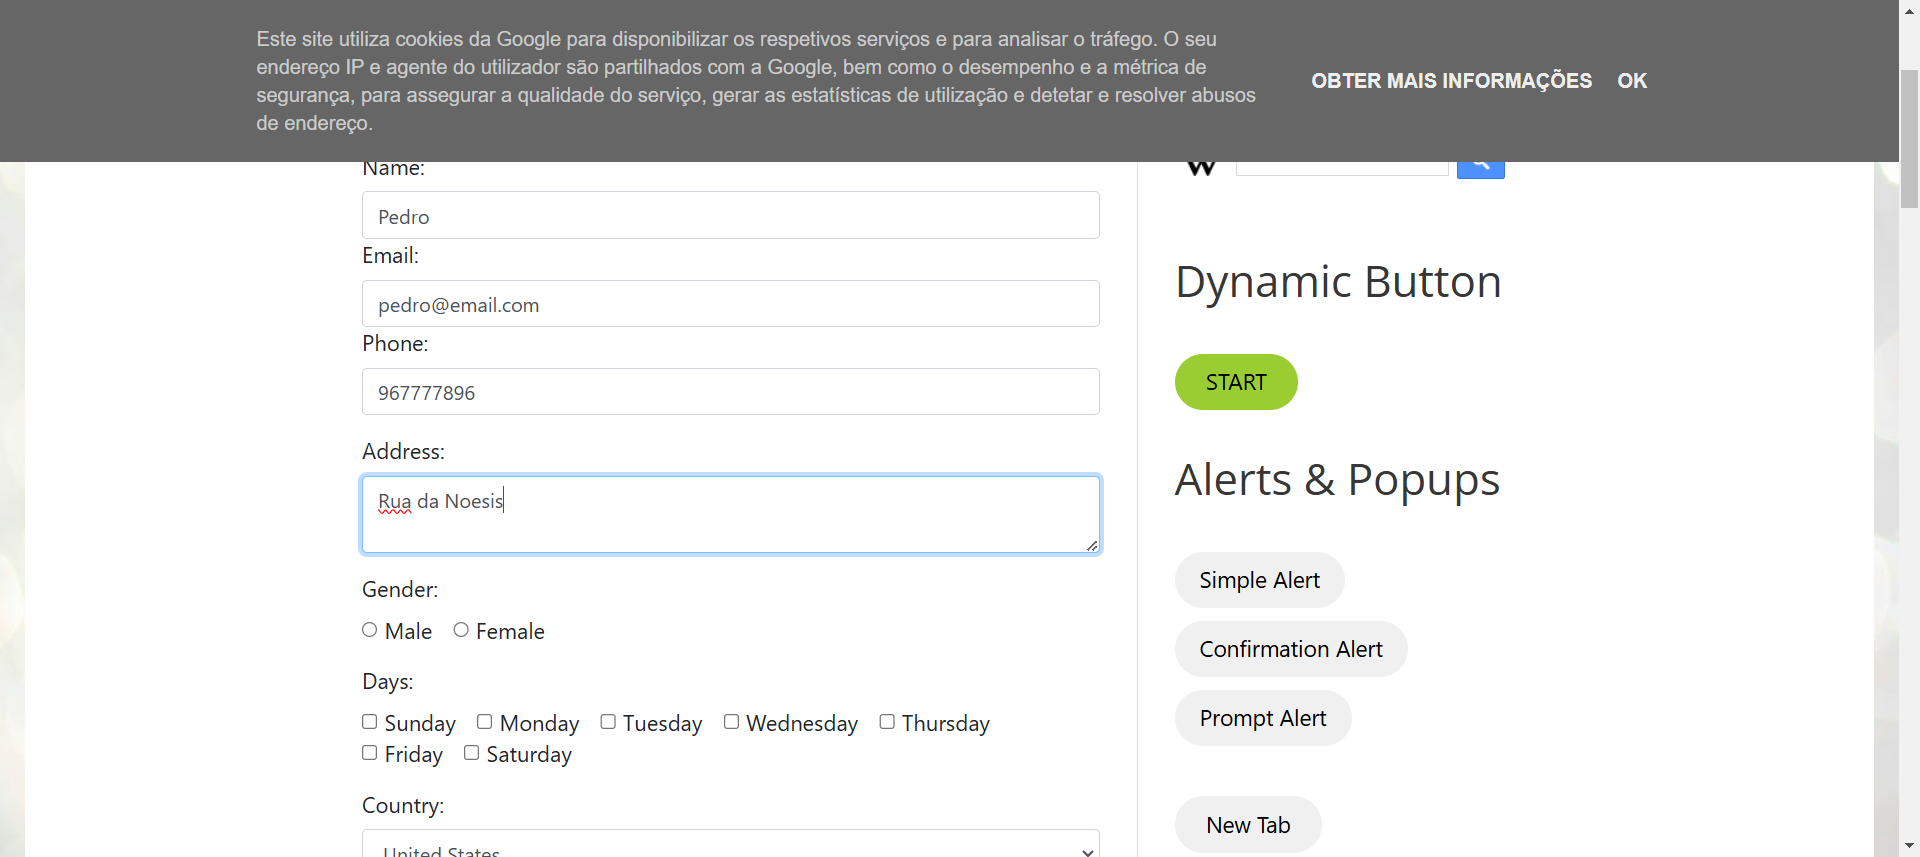 Este site utiliza cookies da Google para disponibilizar os respetivos serviços e para analisar o tráfego. O seu
endereço IP e agente do utilizador são partilhados com a Google, bem como o desempenho e a métrica de
segurança, para assegurar a qualidade do serviço, gerar as estatísticas de utilização e detetar e resolver abusos
de endereço.
OBTER MAIS INFORMAÇÕES OK
Name:
Pedro
Email:
pedro@email.com
Phone:
967777896
Address:
Rua da Noesis
Gender:
Male Female
Days:
Sunday Monday Tuesday Wednesday Thursday
Friday Saturday
Country:
United States
W
Dynamic Button
START
Alerts & Popups
Simple Alert
Confirmation Alert
Prompt Alert
New Tab